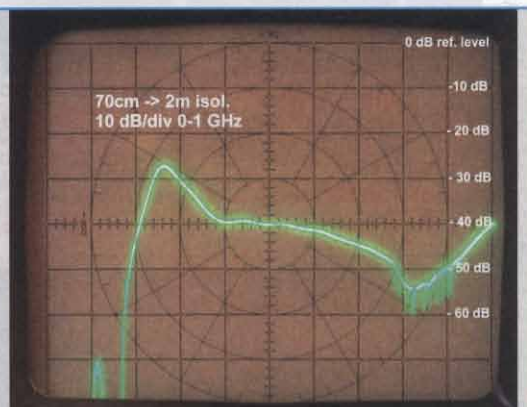 0 dB ref. level
-10 dB
70cm -> 2m isol.
10 dB/div 0-1 GHz
- 20 dB
- 30 dB
- 40 dB
- 50 dB
- 60 dB